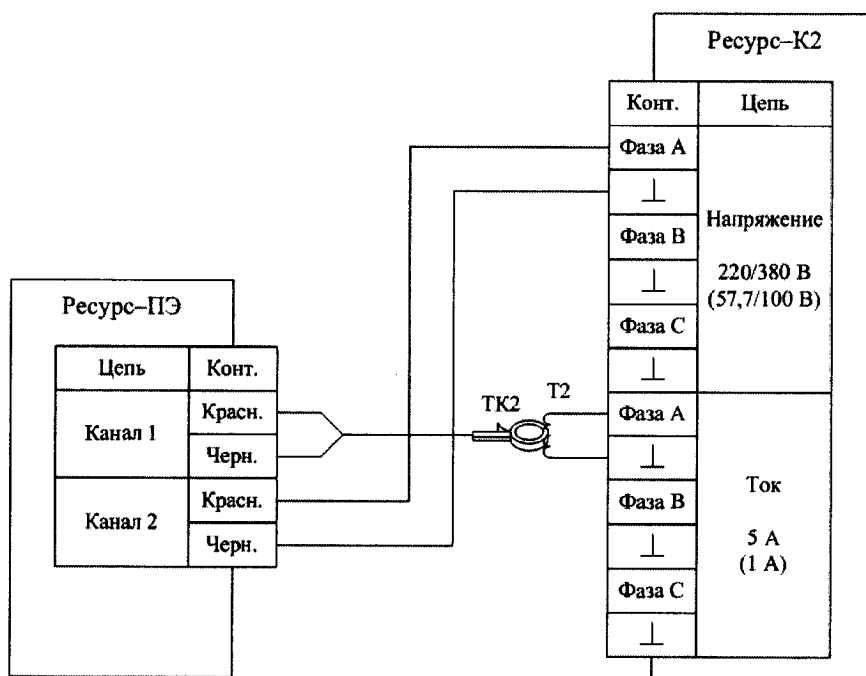 Ресурс–К2
Конт. Цепь
Фаза А
⊥
Фаза В
⊥
Фаза С
⊥
Напряжение
220/380 В
(57,7/100 В)
Фаза А
⊥
Фаза В
⊥
Фаза С
⊥
Ток
5 А
(1 А)
Ресурс–ПЭ
Цепь Конт.
Канал 1
Красн.
Черн.
Канал 2
Красн.
Черн.
ТК2
Т2